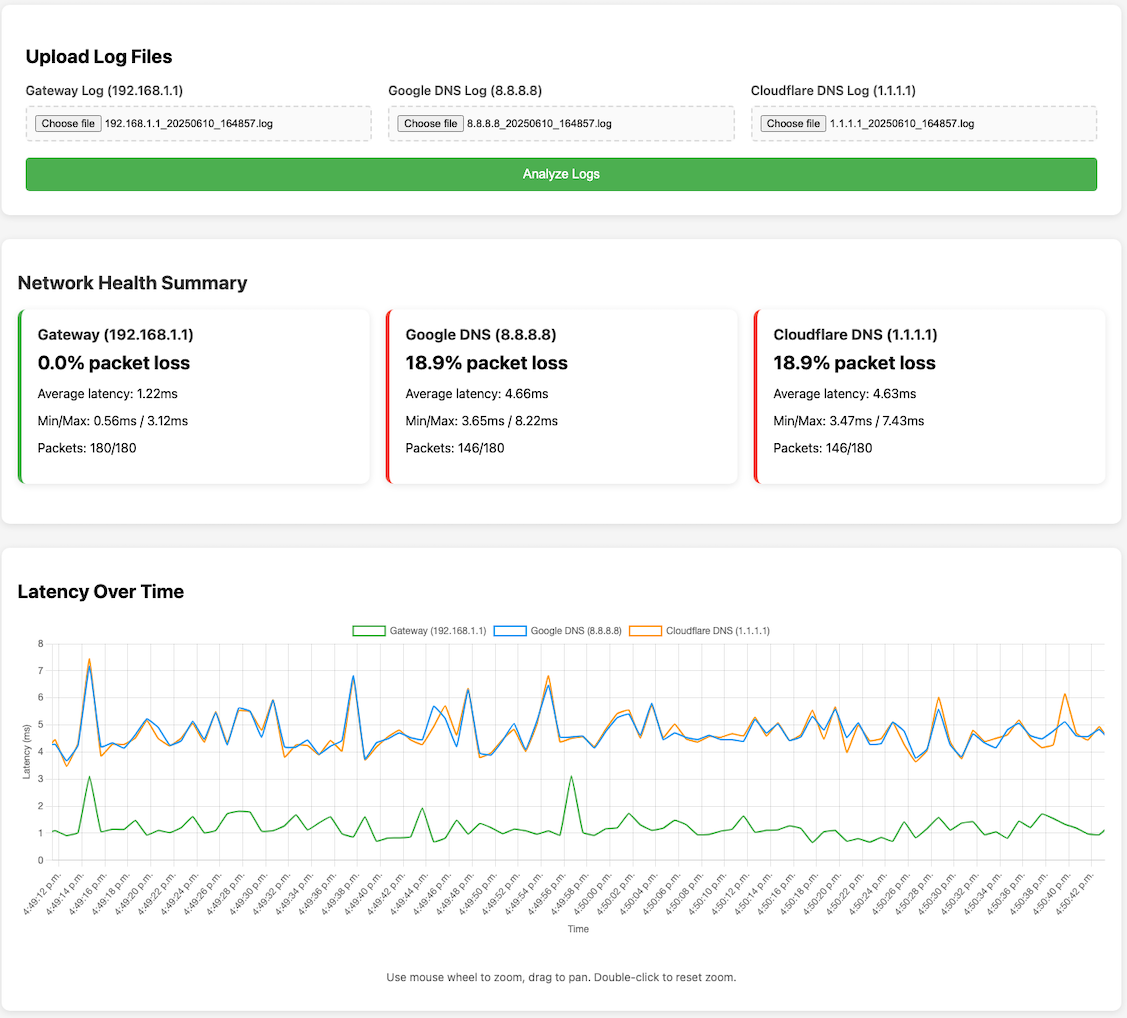 Upload Log Files
Gateway Log (192.168.1.1) Google DNS Log (8.8.8.8) Cloudflare DNS Log (1.1.1.1)
Choose file 192.168.1.1_20250610_164857.log Choose file 8.8.8.8_20250610_164857.log Choose file 1.1.1.1_20250610_164857.log
Analyze Logs
Network Health Summary
Gateway (192.168.1.1)
0.0% packet loss
Average latency: 1.22ms
Min/Max: 0.56ms / 3.12ms
Packets: 180/180
Google DNS (8.8.8.8)
18.9% packet loss
Average latency: 4.66ms
Min/Max: 3.65ms / 8.22ms
Packets: 146/180
Cloudflare DNS (1.1.1.1)
18.9% packet loss
Average latency: 4.63ms
Min/Max: 3.47ms / 7.43ms
Packets: 146/180
Latency Over Time
Gateway (192.168.1.1) Google DNS (8.8.8.8) Cloudflare DNS (1.1.1.1)
Latency (ms)
8
7
6
5
4
3
2
1
0
4:49:12 p.m.
4:49:14 p.m.
4:49:16 p.m.
4:49:18 p.m.
4:49:20 p.m.
4:49:22 p.m.
4:49:24 p.m.
4:49:26 p.m.
4:49:28 p.m.
4:49:30 p.m.
4:49:32 p.m.
4:49:34 p.m.
4:49:36 p.m.
4:49:38 p.m.
4:49:40 p.m.
4:49:42 p.m.
4:49:44 p.m.
4:49:46 p.m.
4:49:48 p.m.
4:49:50 p.m.
4:49:52 p.m.
4:49:54 p.m.
4:49:56 p.m.
4:49:58 p.m.
4:50:00 p.m.
4:50:02 p.m.
4:50:04 p.m.
4:50:06 p.m.
4:50:08 p.m.
4:50:10 p.m.
4:50:12 p.m.
4:50:14 p.m.
4:50:16 p.m.
4:50:18 p.m.
4:50:20 p.m.
4:50:22 p.m.
4:50:24 p.m.
4:50:26 p.m.
4:50:28 p.m.
4:50:30 p.m.
4:50:32 p.m.
4:50:34 p.m.
4:50:36 p.m.
4:50:38 p.m.
4:50:40 p.m.
4:50:42 p.m.
Time
Use mouse wheel to zoom, drag to pan. Double-click to reset zoom.